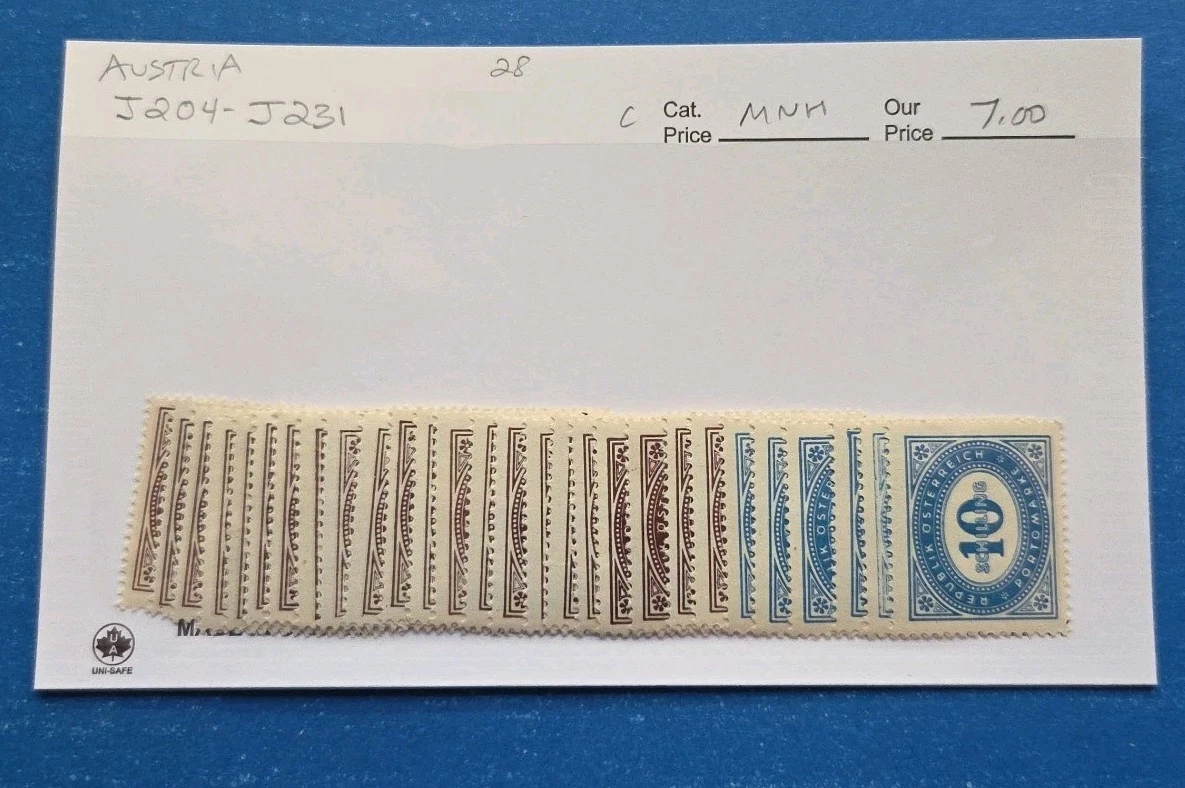 AUSTRIA 28
J204-J231
C Cat. Price MNH Our Price 7.00
REPUBLIK ÖSTERREICH
PORTOMARKE
10
SCHILLING
UNI-SAFE